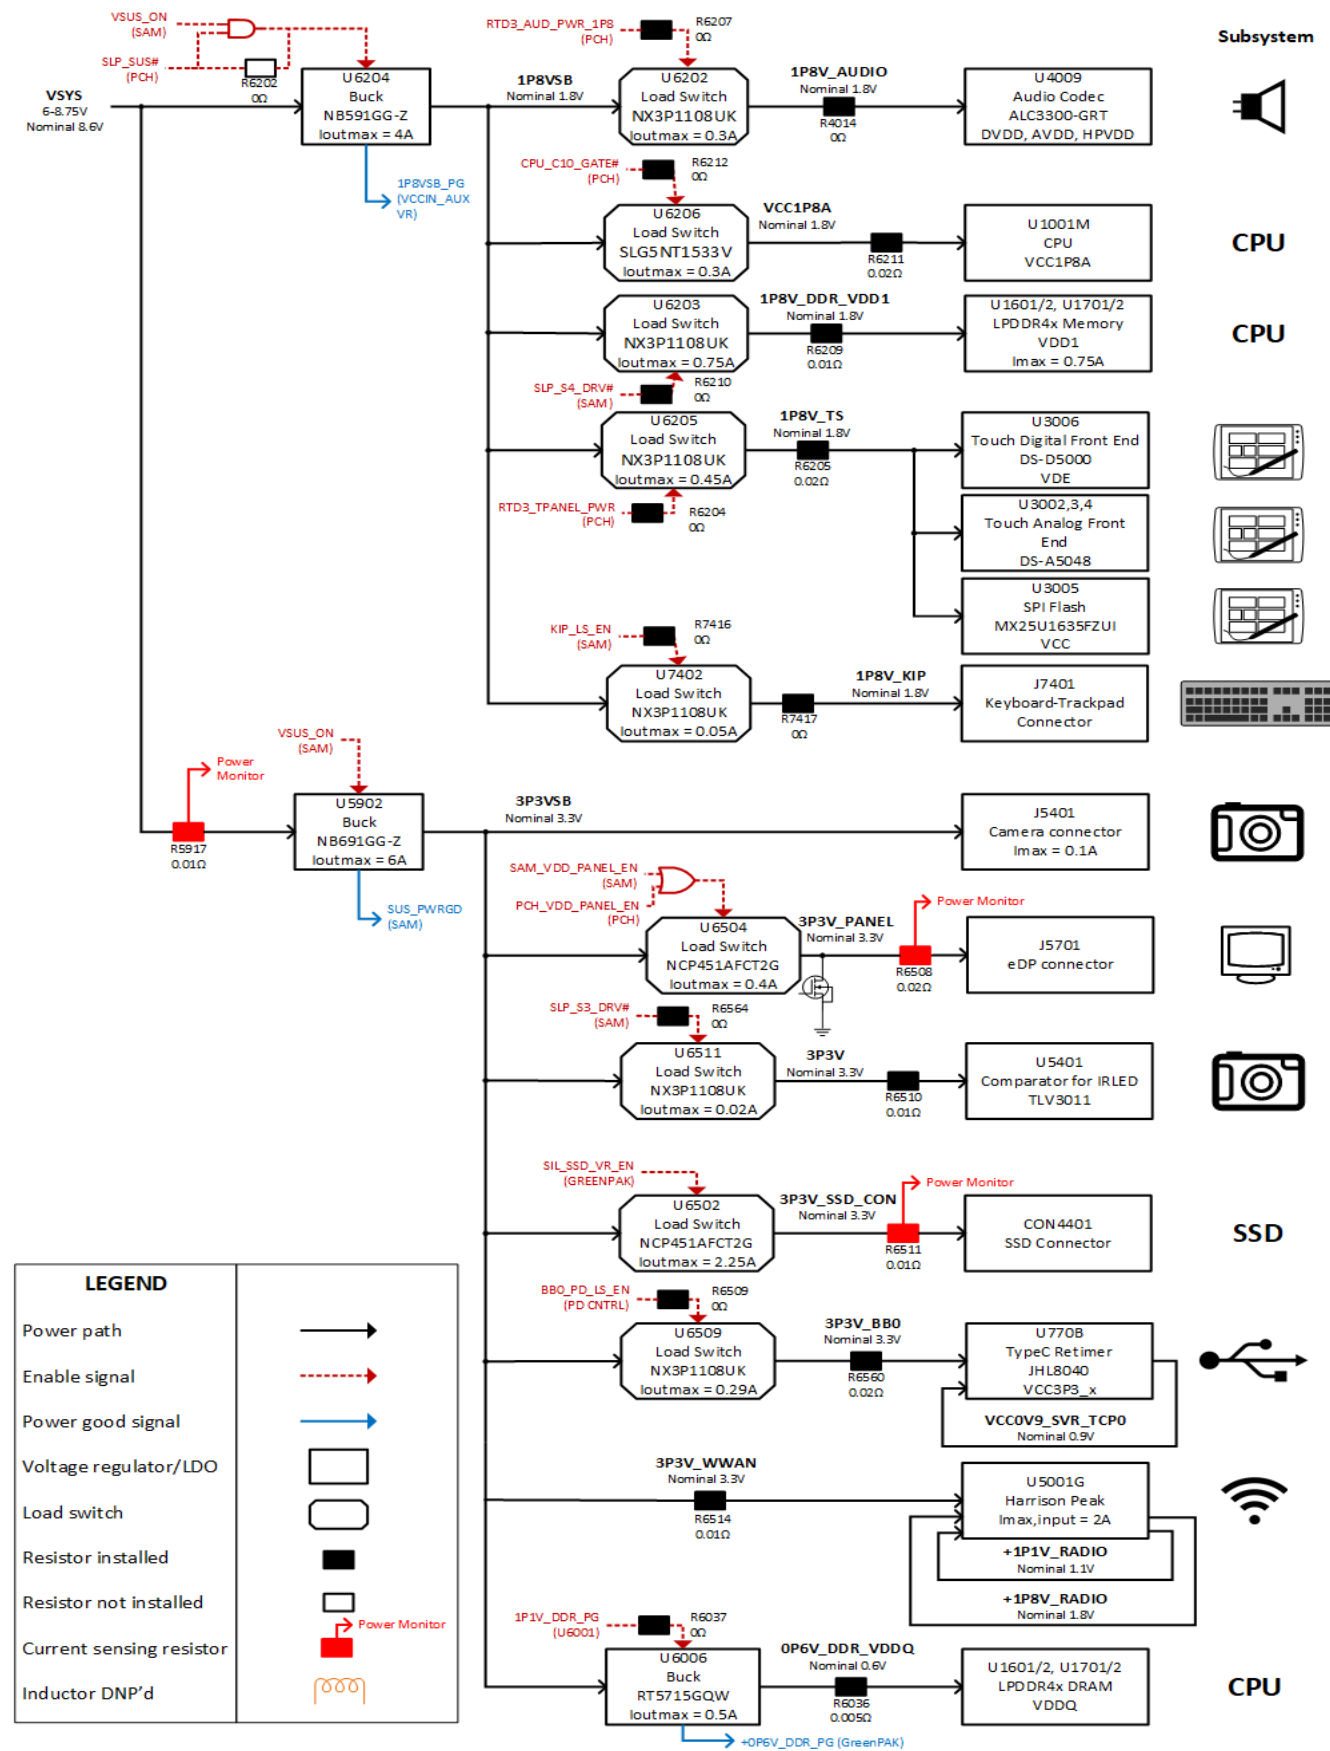 VSUS_ON
(SAM)
SLP_SUS#
(PCH)
R6202
0Ω
VSYS
6-8.75V
Nominal 8.6V
U6204
Buck
NB591GG-Z
Ioutmax = 4A
1P8VSB_PG
(VCCIN_AUX
VR)
1P8VSB
Nominal 1.8V
RTD3_AUD_PWR_1P8
(PCH)
R6207
0Ω
U6202
Load Switch
NX3P1108UK
Ioutmax = 0.3A
1P8V_AUDIO
Nominal 1.8V
R4014
0Ω
U4009
Audio Codec
ALC3300-GRT
DVDD, AVDD, HPVDD
Subsystem
CPU_C10_GATE#
(PCH)
R6212
0Ω
U6206
Load Switch
SLG5NT1533V
Ioutmax = 0.3A
VCC1P8A
Nominal 1.8V
R6211
0.02Ω
U1001M
CPU
VCC1P8A
CPU
U6203
Load Switch
NX3P1108UK
Ioutmax = 0.75A
1P8V_DDR_VDD1
Nominal 1.8V
R6209
0.01Ω
U1601/2, U1701/2
LPDDR4x Memory
VDD1
Imax = 0.75A
CPU
SLP_S4_DRV#
(SAM)
R6210
0Ω
U6205
Load Switch
NX3P1108UK
Ioutmax = 0.45A
1P8V_TS
Nominal 1.8V
R6205
0.02Ω
U3006
Touch Digital Front End
DS-D5000
VDE
RTD3_TPANEL_PWR
(PCH)
R6204
0Ω
U3002,3,4
Touch Analog Front
End
DS-A5048
U3005
SPI Flash
MX25U1635FZUI
VCC
KIP_LS_EN
(SAM)
R7416
0Ω
U7402
Load Switch
NX3P1108UK
Ioutmax = 0.05A
1P8V_KIP
Nominal 1.8V
R7417
0Ω
J7401
Keyboard-Trackpad
Connector
VSUS_ON
(SAM)
Power
Monitor
R5917
0.01Ω
U5902
Buck
NB691GG-Z
Ioutmax = 6A
SUS_PWRGD
(SAM)
3P3VSB
Nominal 3.3V
J5401
Camera connector
Imax = 0.1A
SAM_VDD_PANEL_EN
(SAM)
PCH_VDD_PANEL_EN
(PCH)
U6504
Load Switch
NCP451AFCT2G
Ioutmax = 0.4A
3P3V_PANEL
Nominal 3.3V
Power Monitor
R6508
0.02Ω
J5701
eDP connector
SLP_S3_DRV#
(SAM)
R6564
0Ω
U6511
Load Switch
NX3P1108UK
Ioutmax = 0.02A
3P3V
Nominal 3.3V
R6510
0.01Ω
U5401
Comparator for IRLED
TLV3011
SIL_SSD_VR_EN
(GREENPAK)
U6502
Load Switch
NCP451AFCT2G
Ioutmax = 2.25A
3P3V_SSD_CON
Nominal 3.3V
Power Monitor
R6511
0.01Ω
CON4401
SSD Connector
SSD
BB0_PD_LS_EN
(PD CNTRL)
R6509
0Ω
U6509
Load Switch
NX3P1108UK
Ioutmax = 0.29A
3P3V_BB0
Nominal 3.3V
R6560
0.02Ω
U770B
TypeC Retimer
JHL8040
VCC3P3_x
VCC0V9_SVR_TCP0
Nominal 0.9V
3P3V_WWAN
Nominal 3.3V
R6514
0.01Ω
U5001G
Harrison Peak
Imax,input = 2A
+1P1V_RADIO
Nominal 1.1V
+1P8V_RADIO
Nominal 1.8V
1P1V_DDR_PG
(U6001)
R6037
0Ω
U6006
Buck
RT5715GQW
Ioutmax = 0.5A
0P6V_DDR_VDDQ
Nominal 0.6V
R6036
0.005Ω
U1601/2, U1701/2
LPDDR4x DRAM
VDDQ
CPU
+0P6V_DDR_PG (GreenPAK)
LEGEND
Power path
Enable signal
Power good signal
Voltage regulator/LDO
Load switch
Resistor installed
Resistor not installed
Current sensing resistor
Power Monitor
Inductor DNP'd